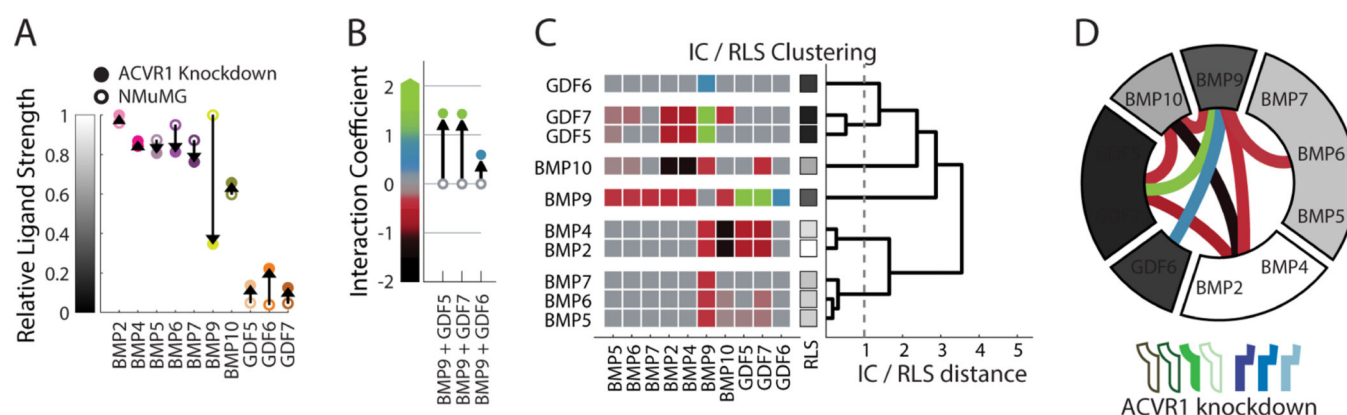 A
ACVR1 Knockdown
NMuMG
Relative Ligand Strength
1
0.8
0.6
0.4
0.2
0
BMP2
BMP4
BMP5
BMP6
BMP7
BMP9
BMP10
GDF5
GDF6
GDF7
B
Interaction Coefficient
2
1
0
-1
-2
BMP9 + GDF5
BMP9 + GDF7
BMP9 + GDF6
C
IC / RLS Clustering
GDF6
GDF7
GDF5
BMP10
BMP9
BMP4
BMP2
BMP7
BMP6
BMP5
BMP5
BMP6
BMP7
BMP2
BMP4
BMP9
BMP10
GDF5
GDF7
GDF6
RLS
1 2 3 4 5
IC / RLS distance
D
BMP9
BMP10
BMP7
BMP6
BMP5
GDF6
BMP2
BMP4
ACVR1 knockdown